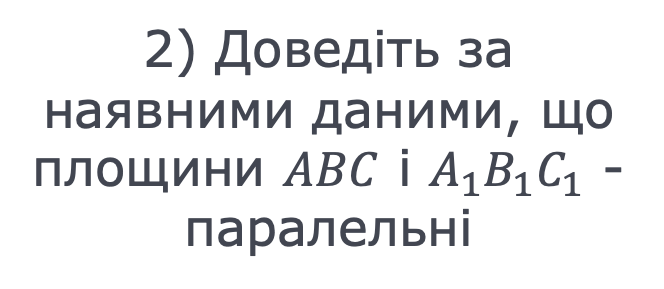 2) Доведіть за
наявними даними, що
площини 𝐴𝐵𝐶 і 𝐴₁𝐵₁𝐶₁ -
паралельні